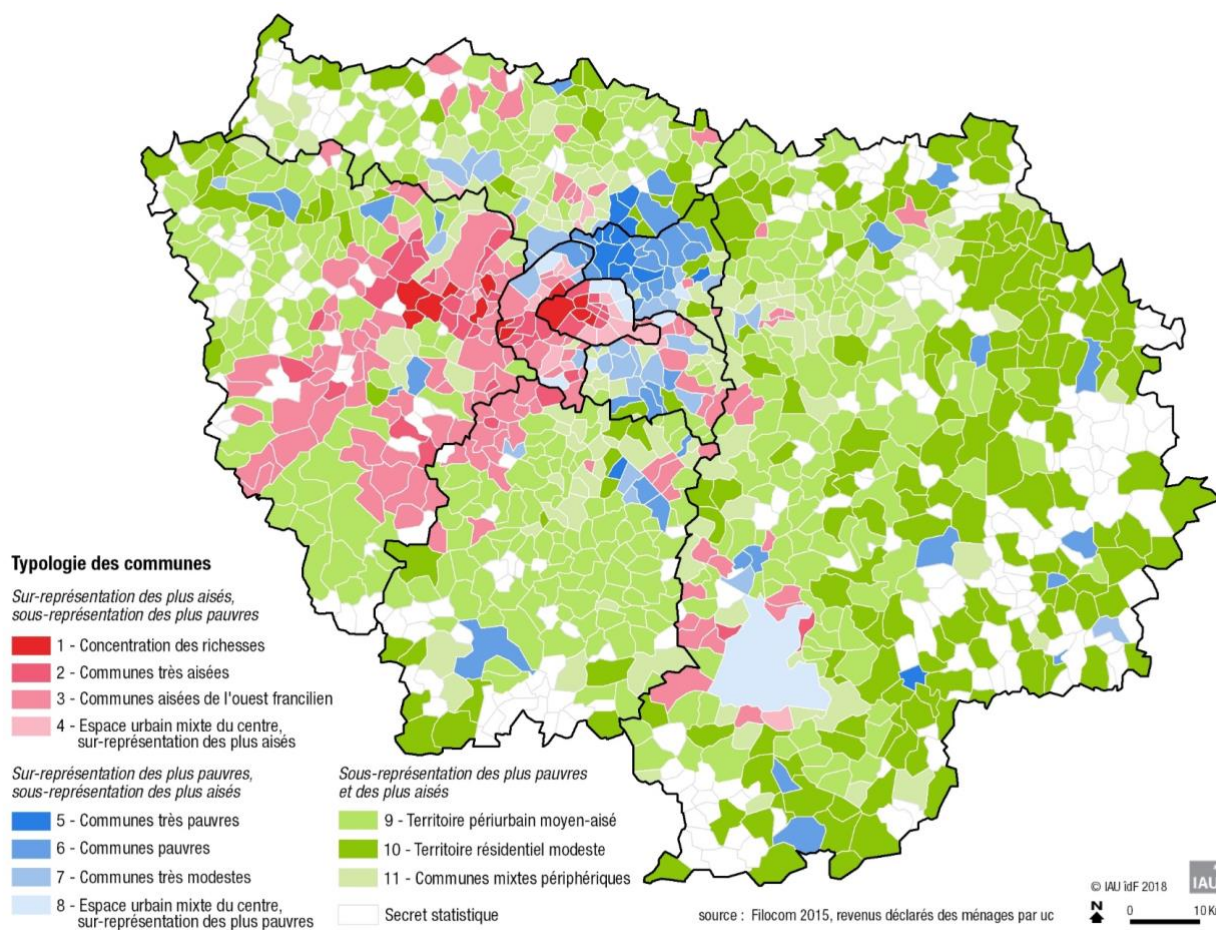 Typologie des communes
Sur-représentation des plus aisés,
sous-représentation des plus pauvres
1 - Concentration des richesses
2 - Communes très aisées
3 - Communes aisées de l'ouest francilien
4 - Espace urbain mixte du centre,
sur-représentation des plus aisés
Sur-représentation des plus pauvres,
sous-représentation des plus aisés
5 - Communes très pauvres
6 - Communes pauvres
7 - Communes très modestes
8 - Espace urbain mixte du centre,
sur-représentation des plus pauvres
Sous-représentation des plus pauvres
et des plus aisés
9 - Territoire périurbain moyen-aisé
10 - Territoire résidentiel modeste
11 - Communes mixtes périphériques
Secret statistique
source : Filocom 2015, revenus déclarés des ménages par uc
© IAU îdF 2018
IAU
N
0 10 K